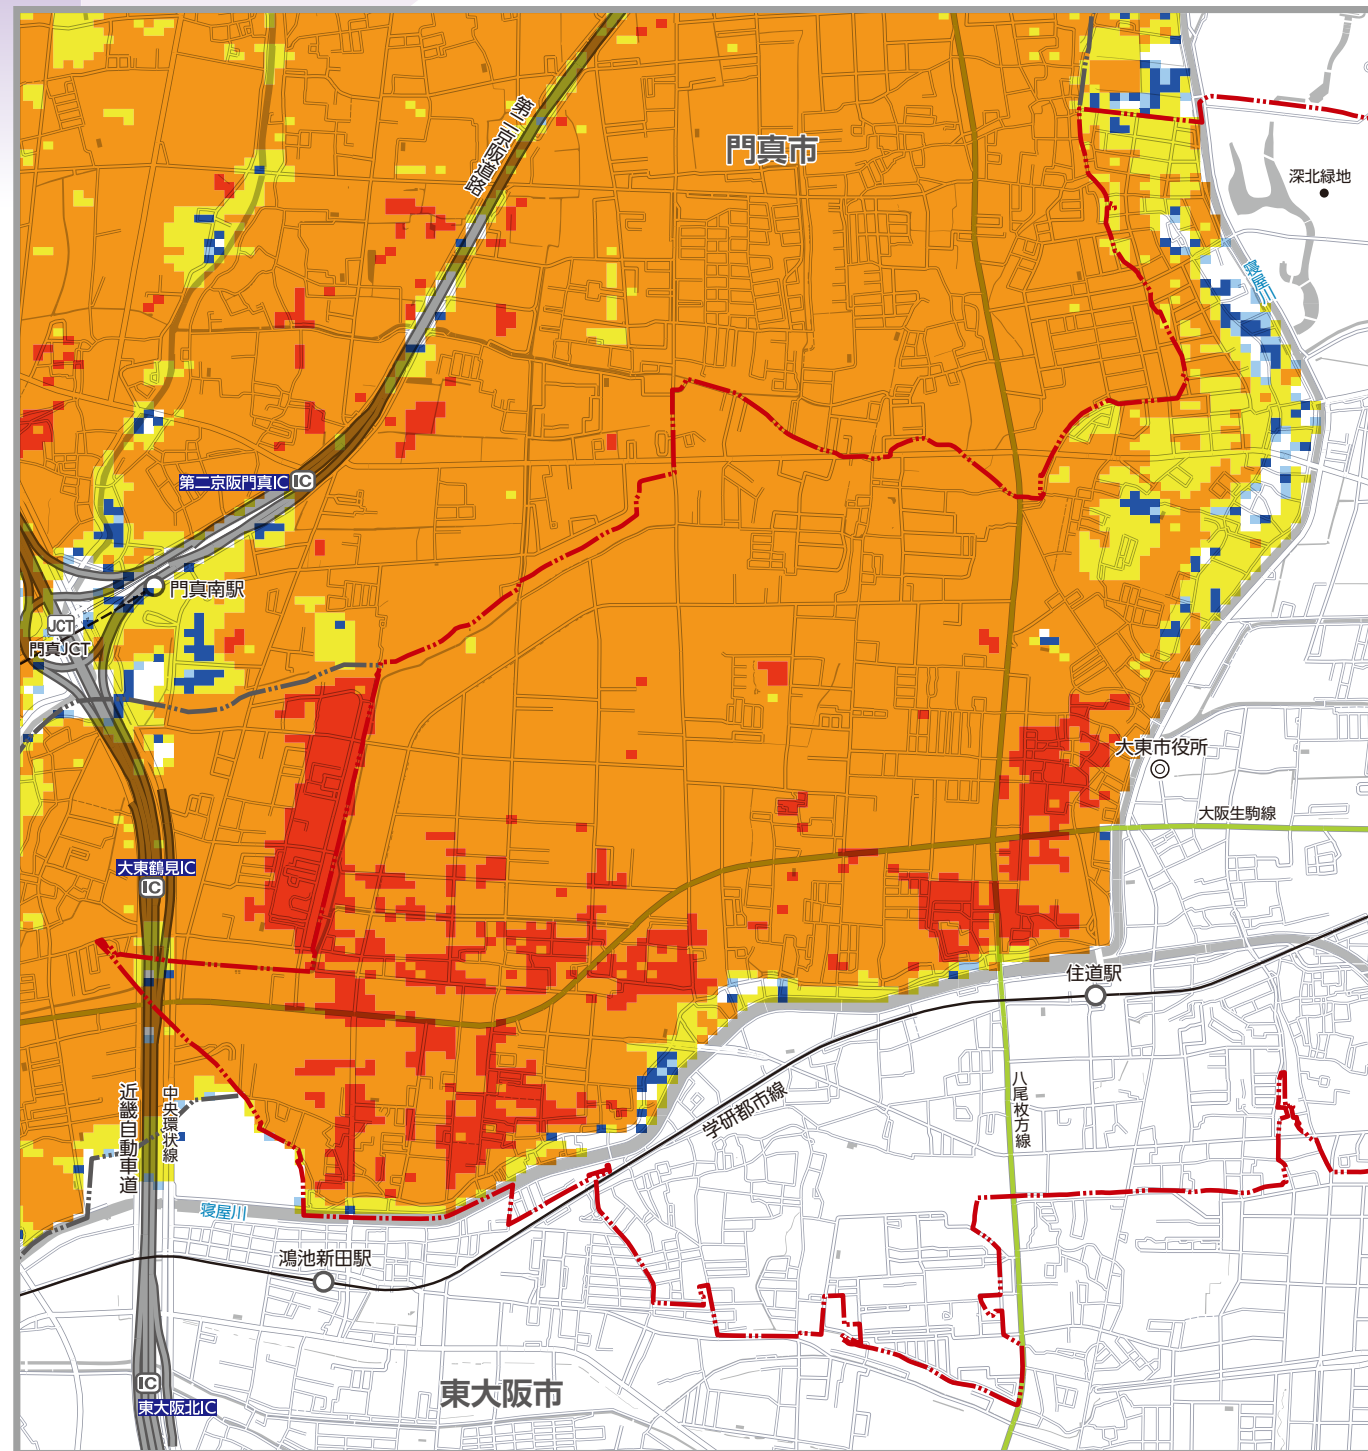 第二京阪道路
門真市
深北緑地
寝屋川
第二京阪門真IC
IC
門真南駅
JCT
門真JCT
大東市役所
大阪生駒線
大東鶴見IC
IC
住道駅
近畿自動車道
中央環状線
学研都市線
八尾枚方線
寝屋川
鴻池新田駅
IC
東大阪北IC
東大阪市